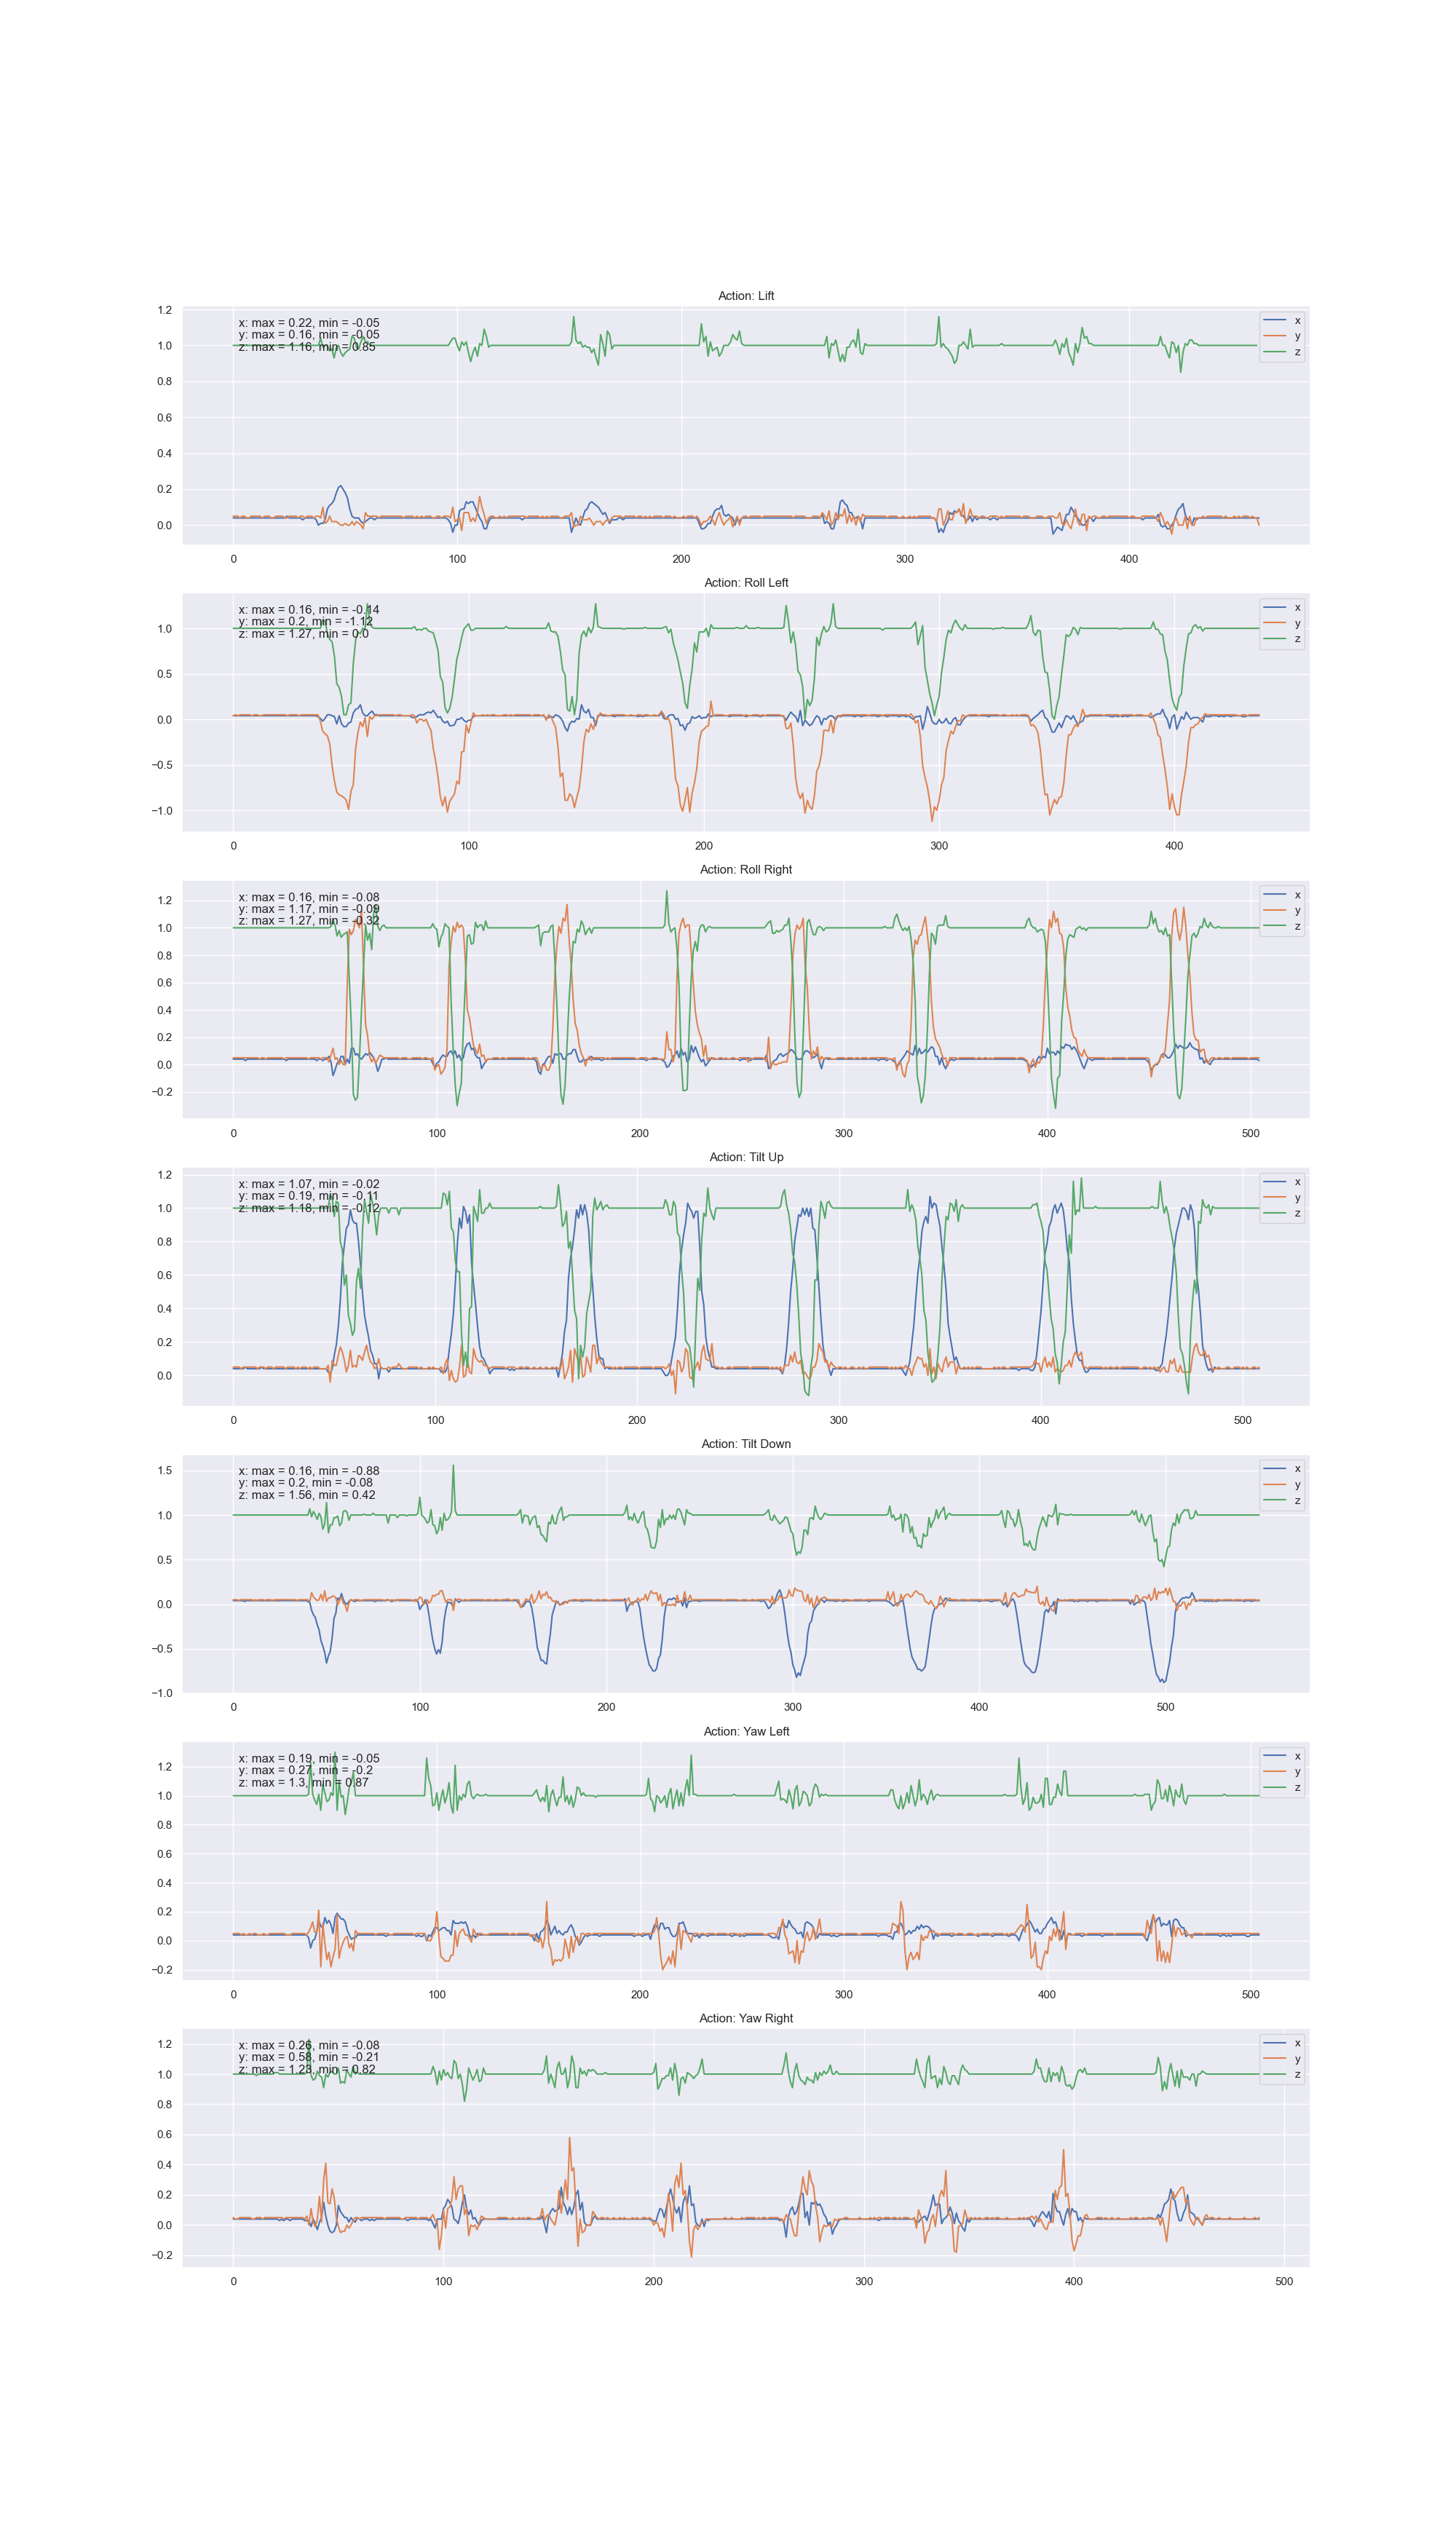 Action: Lift
1.2
1.0
0.8
0.6
0.4
0.2
0.0
x: max = 0.22, min = -0.05
y: max = 0.16, min = -0.05
z: max = 1.16, min = 0.85
x
y
z
0 100 200 300 400
Action: Roll Left
1.0
0.5
0.0
−0.5
−1.0
x: max = 0.16, min = -0.14
y: max = 0.2, min = -1.12
z: max = 1.27, min = 0.0
x
y
z
0 100 200 300 400
Action: Roll Right
1.2
1.0
0.8
0.6
0.4
0.2
0.0
−0.2
x: max = 0.16, min = -0.08
y: max = 1.17, min = -0.09
z: max = 1.27, min = -0.32
x
y
z
0 100 200 300 400 500
Action: Tilt Up
1.2
1.0
0.8
0.6
0.4
0.2
0.0
x: max = 1.07, min = -0.02
y: max = 0.19, min = -0.11
z: max = 1.18, min = -0.12
x
y
z
0 100 200 300 400 500
Action: Tilt Down
1.5
1.0
0.5
0.0
−0.5
−1.0
x: max = 0.16, min = -0.88
y: max = 0.2, min = -0.08
z: max = 1.56, min = 0.42
x
y
z
0 100 200 300 400 500
Action: Yaw Left
1.2
1.0
0.8
0.6
0.4
0.2
0.0
−0.2
x: max = 0.19, min = -0.05
y: max = 0.27, min = -0.2
z: max = 1.3, min = 0.87
x
y
z
0 100 200 300 400 500
Action: Yaw Right
1.2
1.0
0.8
0.6
0.4
0.2
0.0
−0.2
x: max = 0.26, min = -0.08
y: max = 0.58, min = -0.21
z: max = 1.23, min = 0.82
x
y
z
0 100 200 300 400 500